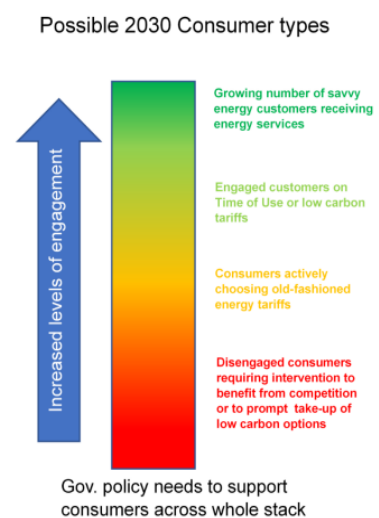 Possible 2030 Consumer types
Growing number of savvy
energy customers receiving
energy services
Increased levels of engagement
Engaged customers on
Time of Use or low carbon
tariffs
Consumers actively
choosing old-fashioned
energy tariffs
Disengaged consumers
requiring intervention to
benefit from competition
or to prompt take-up of
low carbon options
Gov. policy needs to support
consumers across whole stack